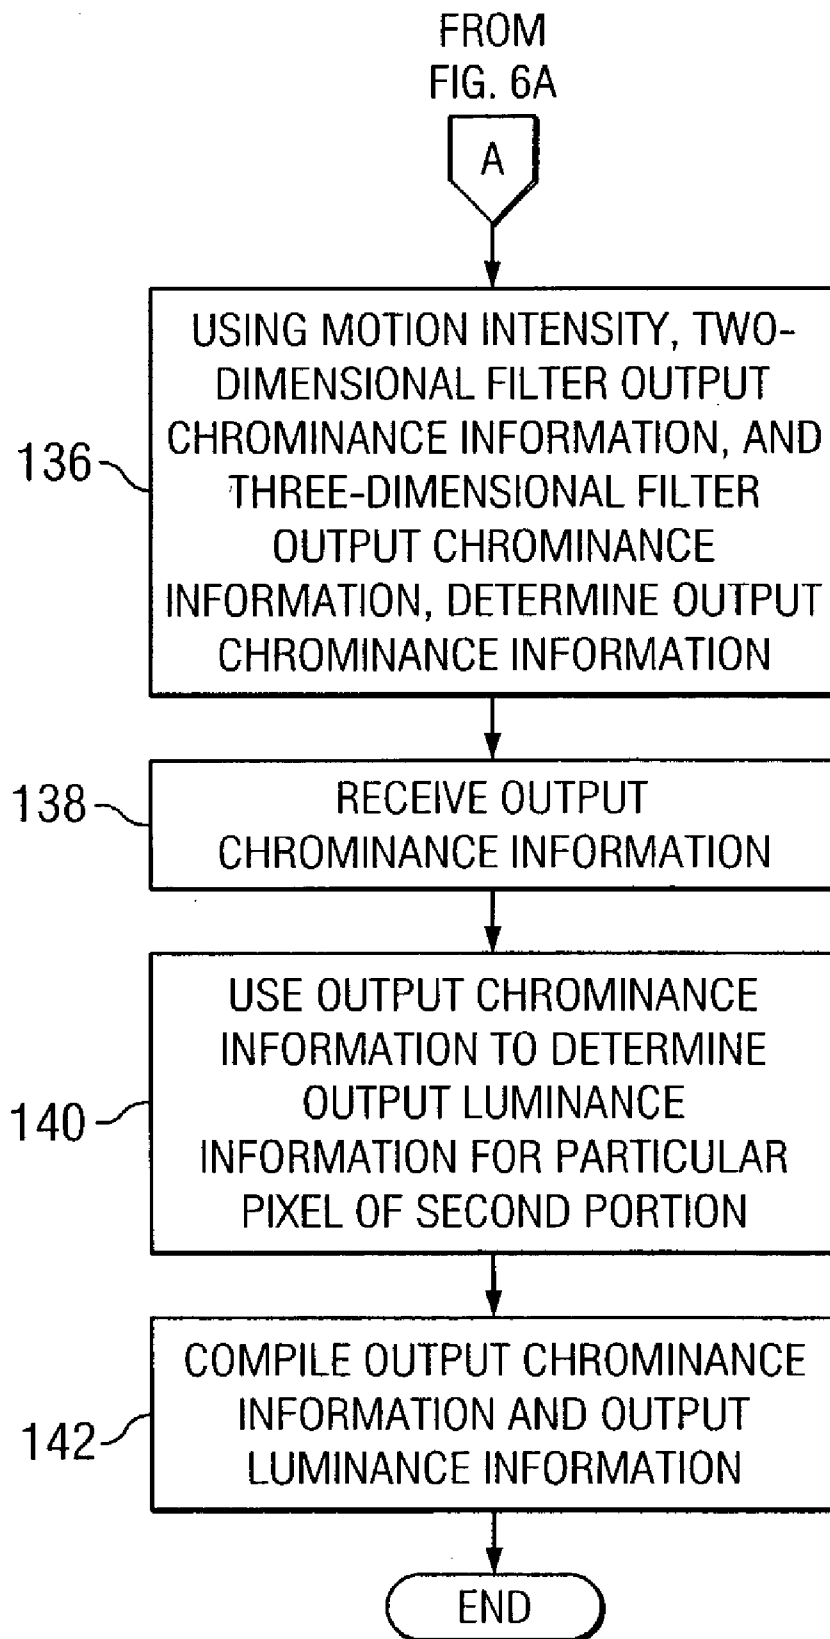 FROM
FIG. 6A
A
USING MOTION INTENSITY, TWO-
DIMENSIONAL FILTER OUTPUT
CHROMINANCE INFORMATION, AND
THREE-DIMENSIONAL FILTER
OUTPUT CHROMINANCE
INFORMATION, DETERMINE OUTPUT
CHROMINANCE INFORMATION
136
RECEIVE OUTPUT
CHROMINANCE INFORMATION
138
USE OUTPUT CHROMINANCE
INFORMATION TO DETERMINE
OUTPUT LUMINANCE
INFORMATION FOR PARTICULAR
PIXEL OF SECOND PORTION
140
COMPILE OUTPUT CHROMINANCE
INFORMATION AND OUTPUT
LUMINANCE INFORMATION
142
END